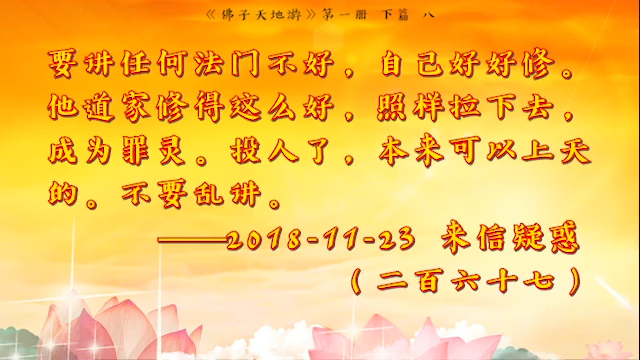 《佛子天地游》第一册 下篇 八
要讲任何法门不好，自己好好修。
他道家修得这么好，照样拉下去，
成为罪灵。投人了，本来可以上天
的。不要乱讲。
——2018-11-23 来信疑惑
（二百六十七）